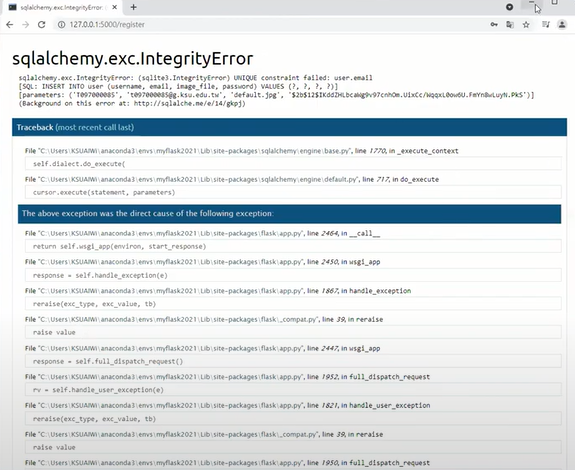 sqlalchemy.exc.IntegrityError
127.0.0.1:5000/register
sqlalchemy.exc.IntegrityError
sqlalchemy.exc.IntegrityError: (sqlite3.IntegrityError) UNIQUE constraint failed: user.email
[SQL: INSERT INTO user (username, email, image_file, password) VALUES (?, ?, ?, ?)]
[parameters: ('T097000085', 't097000085@g.ksu.edu.tw', 'default.jpg',
(Background on this error at: http://sqlalche.me/e/14/gkpj)
Traceback (most recent call last)
File "C:\Users\KSUAIWi\anaconda3\envs\myflask2021\Lib\site-packages\sqlalchemy\engine\base.py", line 1770, in _execute_context
self.dialect.do_execute(
File "C:\Users\KSUAIWi\anaconda3\envs\myflask2021\Lib\site-packages\sqlalchemy\engine\default.py", line 717, in do_execute
cursor.execute(statement, parameters)
The above exception was the direct cause of the following exception:
File "C:\Users\KSUAIWi\anaconda3\envs\myflask2021\Lib\site-packages\flask\app.py", line 2464, in __call__
return self.wsgi_app(environ, start_response)
File "C:\Users\KSUAIWi\anaconda3\envs\myflask2021\Lib\site-packages\flask\app.py", line 2450, in wsgi_app
response = self.handle_exception(e)
File "C:\Users\KSUAIWi\anaconda3\envs\myflask2021\Lib\site-packages\flask\app.py", line 1867, in handle_exception
reraise(exc_type, exc_value, tb)
File "C:\Users\KSUAIWi\anaconda3\envs\myflask2021\Lib\site-packages\flask\_compat.py", line 39, in reraise
raise value
File "C:\Users\KSUAIWi\anaconda3\envs\myflask2021\Lib\site-packages\flask\app.py", line 2447, in wsgi_app
response = self.full_dispatch_request()
File "C:\Users\KSUAIWi\anaconda3\envs\myflask2021\Lib\site-packages\flask\app.py", line 1952, in full_dispatch_request
rv = self.handle_user_exception(e)
File "C:\Users\KSUAIWi\anaconda3\envs\myflask2021\Lib\site-packages\flask\app.py", line 1821, in handle_user_exception
reraise(exc_type, exc_value, tb)
File "C:\Users\KSUAIWi\anaconda3\envs\myflask2021\Lib\site-packages\flask\_compat.py", line 39, in reraise
raise value
File "C:\Users\KSUAIWi\anaconda3\envs\myflask2021\Lib\site-packages\flask\app.py", line 1950, in full_dispatch_request